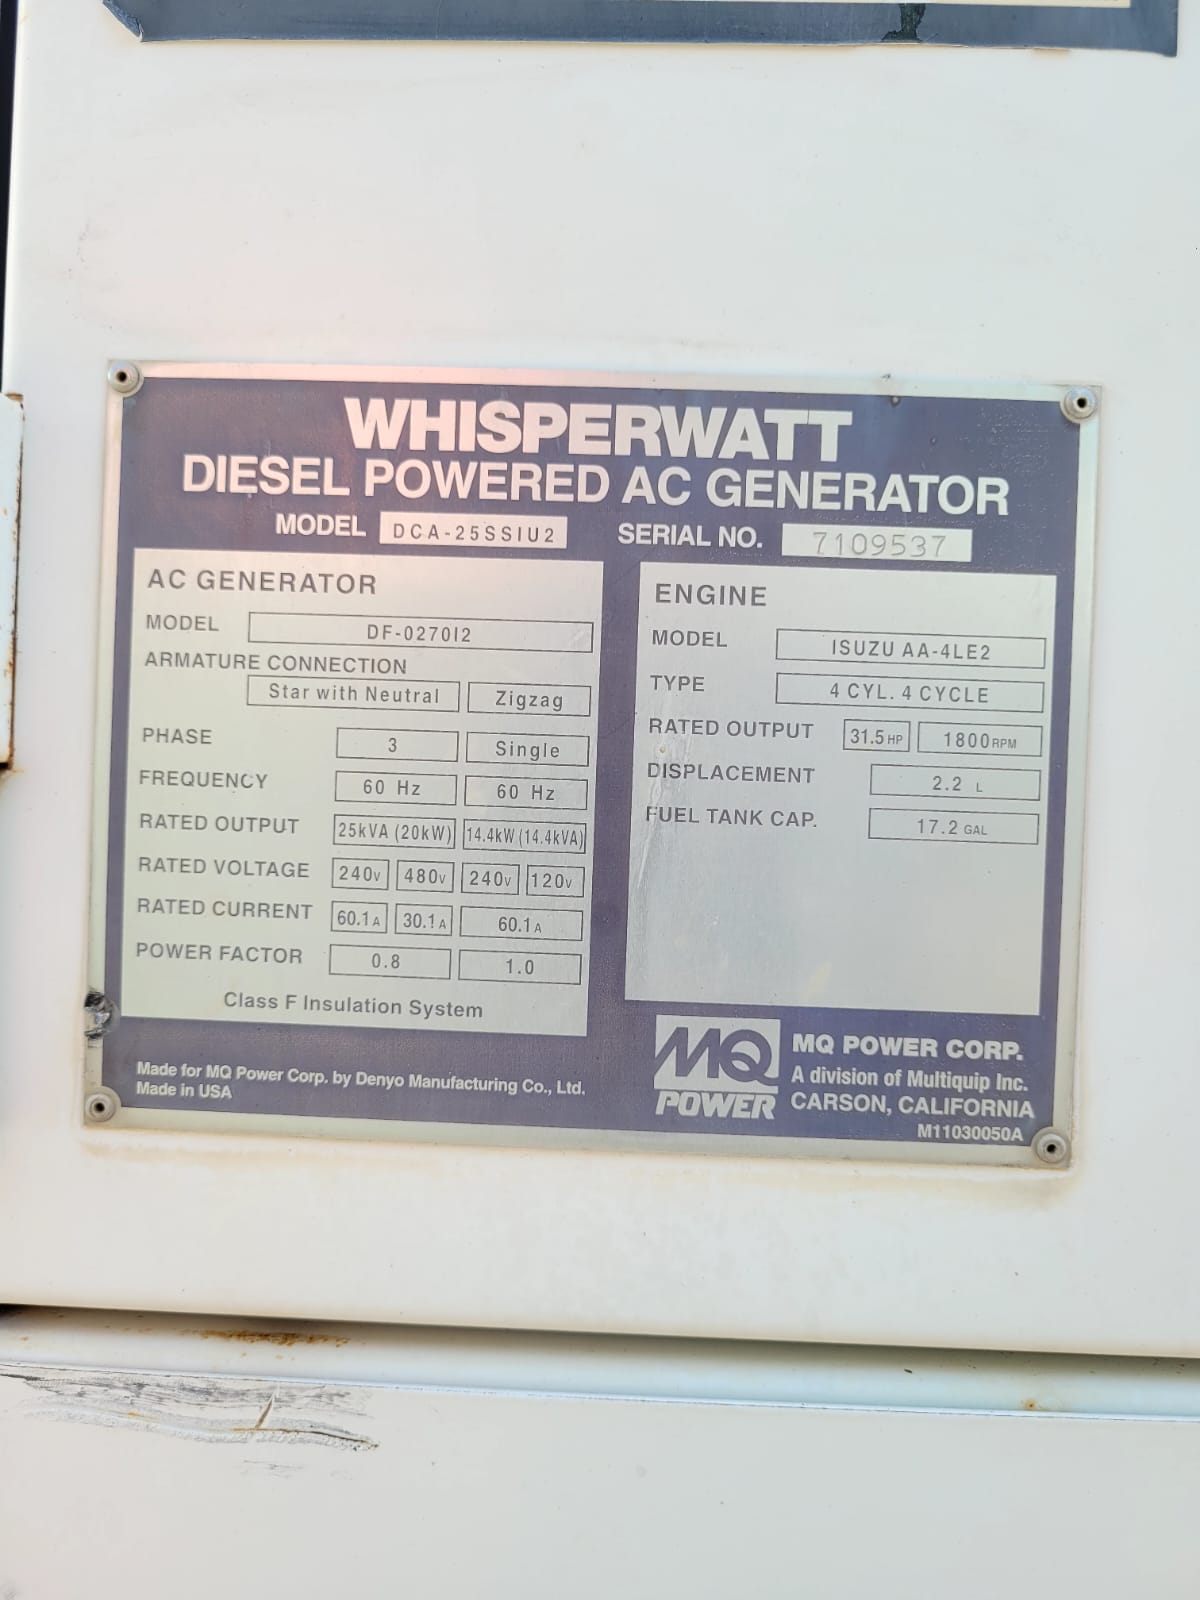 WHISPERWATT
DIESEL POWERED AC GENERATOR
MODEL DCA-25SSIU2 SERIAL NO. 7109537
AC GENERATOR
MODEL DF-0270I2
ARMATURE CONNECTION
Star with Neutral Zigzag
PHASE 3 Single
FREQUENCY 60 Hz 60 Hz
RATED OUTPUT 25kVA (20kW) 14.4kW (14.4kVA)
RATED VOLTAGE 240V 480V 240V 120V
RATED CURRENT 60.1A 30.1A 60.1A
POWER FACTOR 0.8 1.0
Class F Insulation System
ENGINE
MODEL ISUZU AA-4LE2
TYPE 4 CYL. 4 CYCLE
RATED OUTPUT 31.5HP 1800RPM
DISPLACEMENT 2.2 L
FUEL TANK CAP. 17.2 GAL
Made for MQ Power Corp. by Denyo Manufacturing Co., Ltd.
Made in USA
MQ
POWER
MQ POWER CORP.
A division of Multiquip Inc.
CARSON, CALIFORNIA
M11030050A